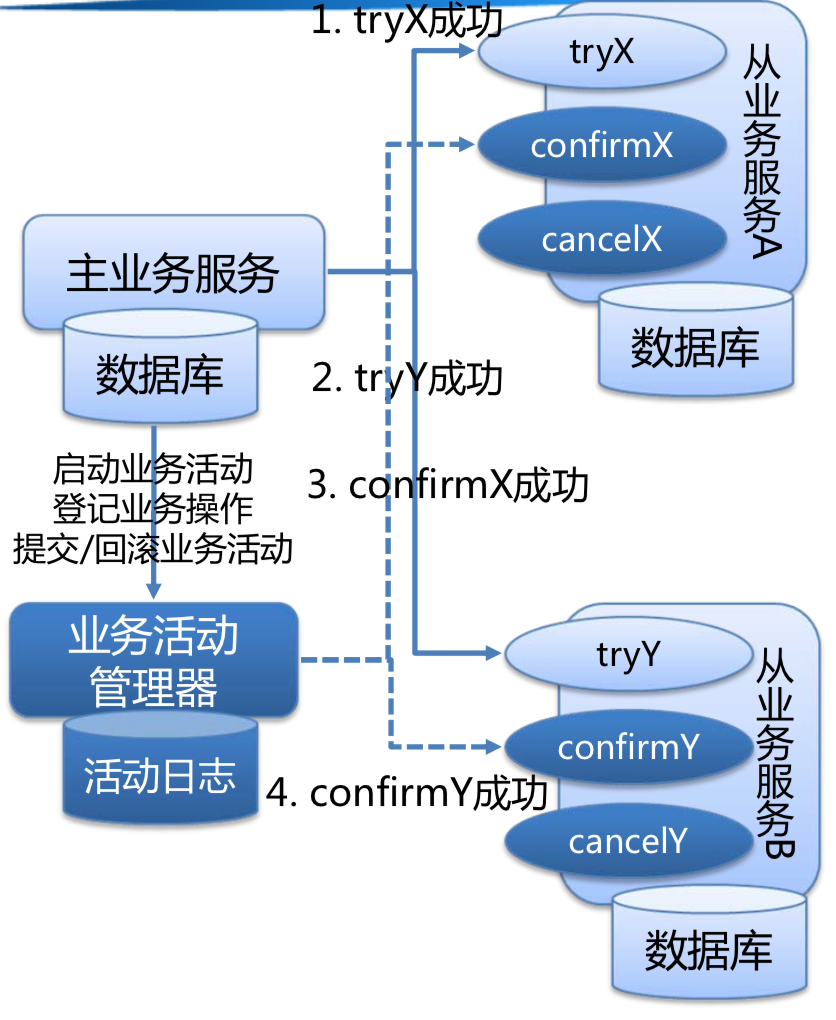 1. tryX成功
tryX
confirmX
cancelX
从业务服务A
数据库
主业务服务
数据库
2. tryY成功
启动业务活动
登记业务操作
提交/回滚业务活动
3. confirmX成功
业务活动
管理器
活动日志
tryY
confirmY
4. confirmY成功
cancelY
从业务服务B
数据库